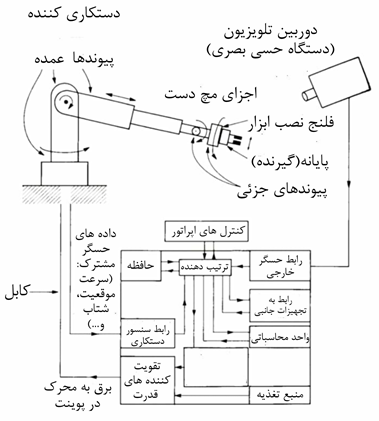 دستکاری کننده
پیوندها عمده
دوربین تلویزیون
(دستگاه حسی بصری)
اجزای مچ دست
فلنج نصب ابزار
پایانه(گیرنده)
پیوندهای جزئی
کنترل های اپراتور
رابط حسگر
خارجی
ترتیب دهنده
حافظه
داده های
حسگر
مشترک:
(سرعت
موقعیت،
شتاب
و...)
کابل
رابط به
تجهیزات جانبی
واحد محاسباتی
رابط سنسور
دستکاری
تقویت
کننده های
قدرت
منبع تغذیه
برق به محرک
در پوینت